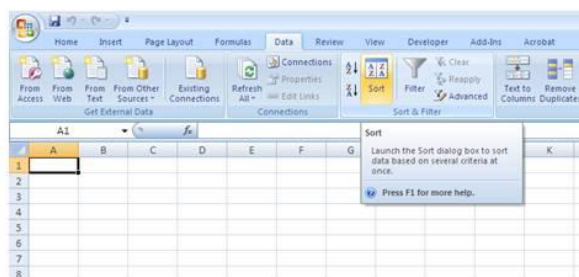 Home Insert Page Layout Formulas Data Review View Developer Add-Ins Acrobat
From Access
From Web
From Text
From Other Sources
Existing Connections
Get External Data
Refresh All
Connections
Properties
Edit Links
Connections
Sort
Filter
Clear
Reapply
Advanced
Sort & Filter
Text to Columns
Remove Duplicate
A1
fx
Sort
Launch the Sort dialog box to sort
data based on several criteria at
once.
Press F1 for more help.
A B C D E F G K
1
2
3
4
5
6
7
8